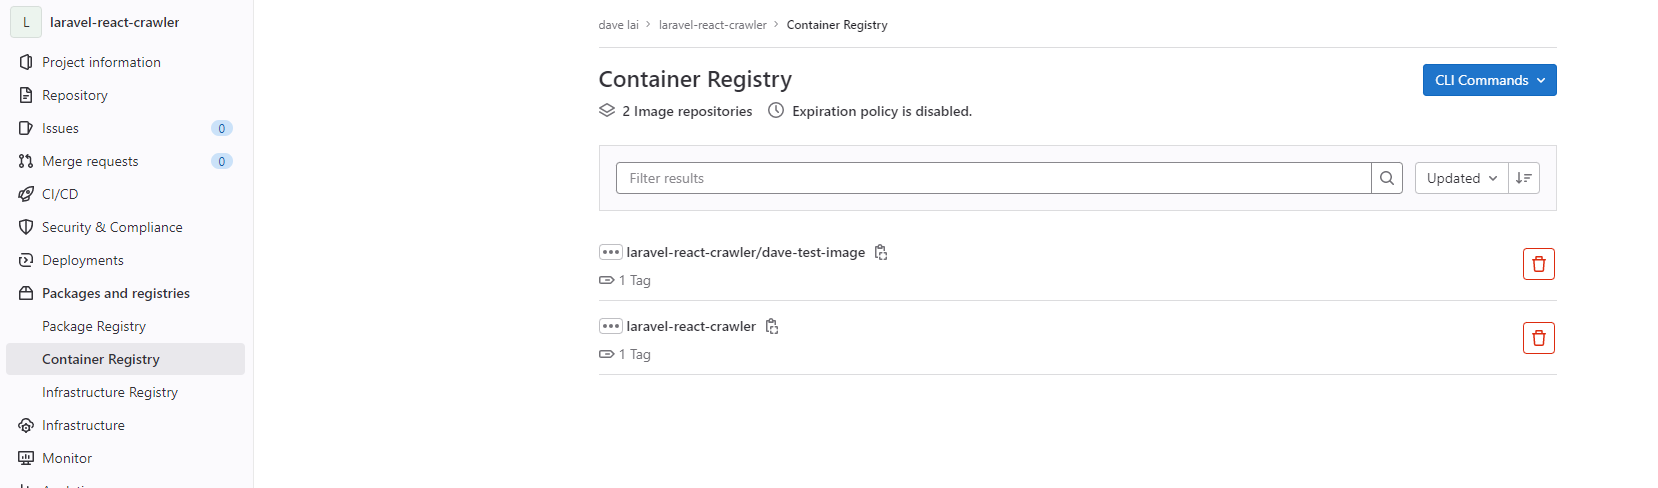 L laravel-react-crawler
Project information
Repository
Issues 0
Merge requests 0
CI/CD
Security & Compliance
Deployments
Packages and registries
Package Registry
Container Registry
Infrastructure Registry
Infrastructure
Monitor
dave lai › laravel-react-crawler › Container Registry
Container Registry
CLI Commands
2 Image repositories Expiration policy is disabled.
Filter results
Updated
laravel-react-crawler/dave-test-image
1 Tag
laravel-react-crawler
1 Tag